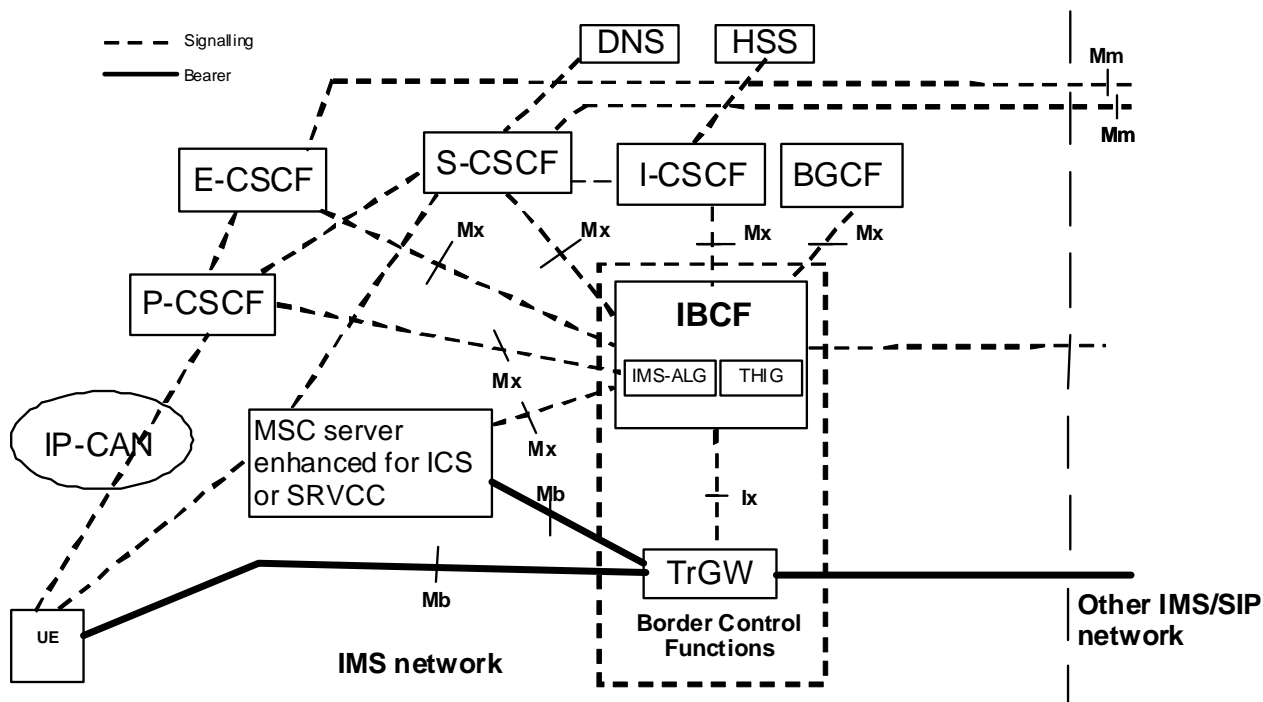 Signalling
Bearer
DNS
HSS
Mm
Mm
E-CSCF
S-CSCF
I-CSCF
BGCF
Mx
Mx
Mx
Mx
P-CSCF
IBCF
IMS-ALG
THIG
Mx
IP-CAN
MSC server
enhanced for ICS
or SRVCC
Mx
Mb
Ix
TrGW
Mb
UE
Border Control
Functions
IMS network
Other IMS/SIP
network